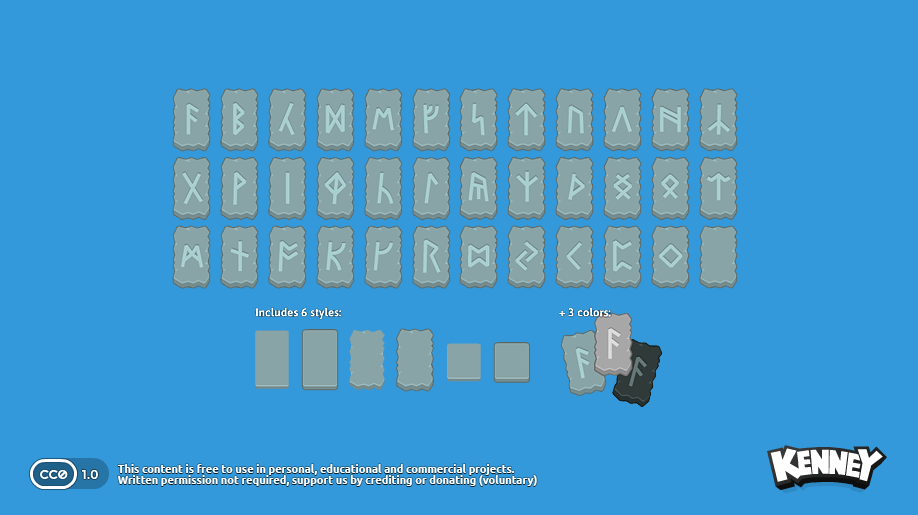 ᚨ ᛒ ᚳ ᛞ ᚠ ᛋ ᛏ ᚢ ᚺ ᛦ
ᚷ ᚹ ᛁ ᛚ ᛉ ᚦ ᛝ ᛟ
ᚾ ᚩ ᚱ ᛃ ᚲ ᛈ ᛜ
Includes 6 styles:
+ 3 colors:
CC0 1.0
This content is free to use in personal, educational and commercial projects.
Written permission not required, support us by crediting or donating (voluntary)
KENNEY